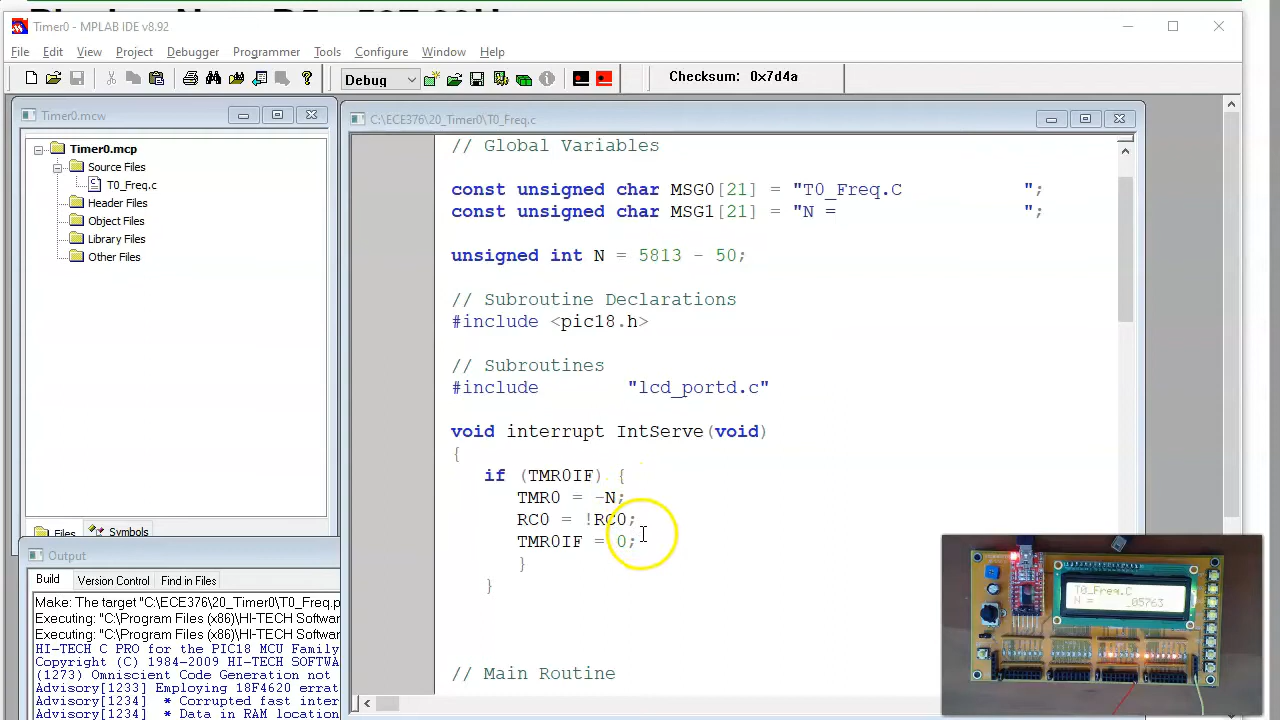 Timer0 - MPLAB IDE v8.92
File Edit View Project Debugger Programmer Tools Configure Window Help
Debug
Checksum: 0x7d4a
Timer0.mcw
Timer0.mcp
Source Files
T0_Freq.c
Header Files
Object Files
Library Files
Other Files
Files Symbols
C:\ECE376\20_Timer0\T0_Freq.c
// Global Variables
const unsigned char MSG0[21] = "T0_Freq.C           ";
const unsigned char MSG1[21] = "N =                 ";
unsigned int N = 5813 - 50;
// Subroutine Declarations
#include <pic18.h>
// Subroutines
#include        "lcd_portd.c"
void interrupt IntServe(void)
{
if (TMR0IF) {
TMR0 = -N;
RC0 = !RC0;
TMR0IF = 0;
}
}
// Main Routine
Output
Build Version Control Find in Files
Make: The target "C:\ECE376\20_Timer0\T0_Freq.p
Executing: "C:\Program Files (x86)\HI-TECH Softwar
Executing: "C:\Program Files (x86)\HI-TECH Softwar
HI-TECH C PRO for the PIC18 MCU Family
Copyright (C) 1984-2009 HI-TECH SOFTWA
(1273) Omniscient Code Generation not
Advisory[1233] Employing 18F4620 errat
Advisory[1234] * Corrupted fast inter
Advisory[1234] * Data in RAM location
T0_Freq.C
N = _05763